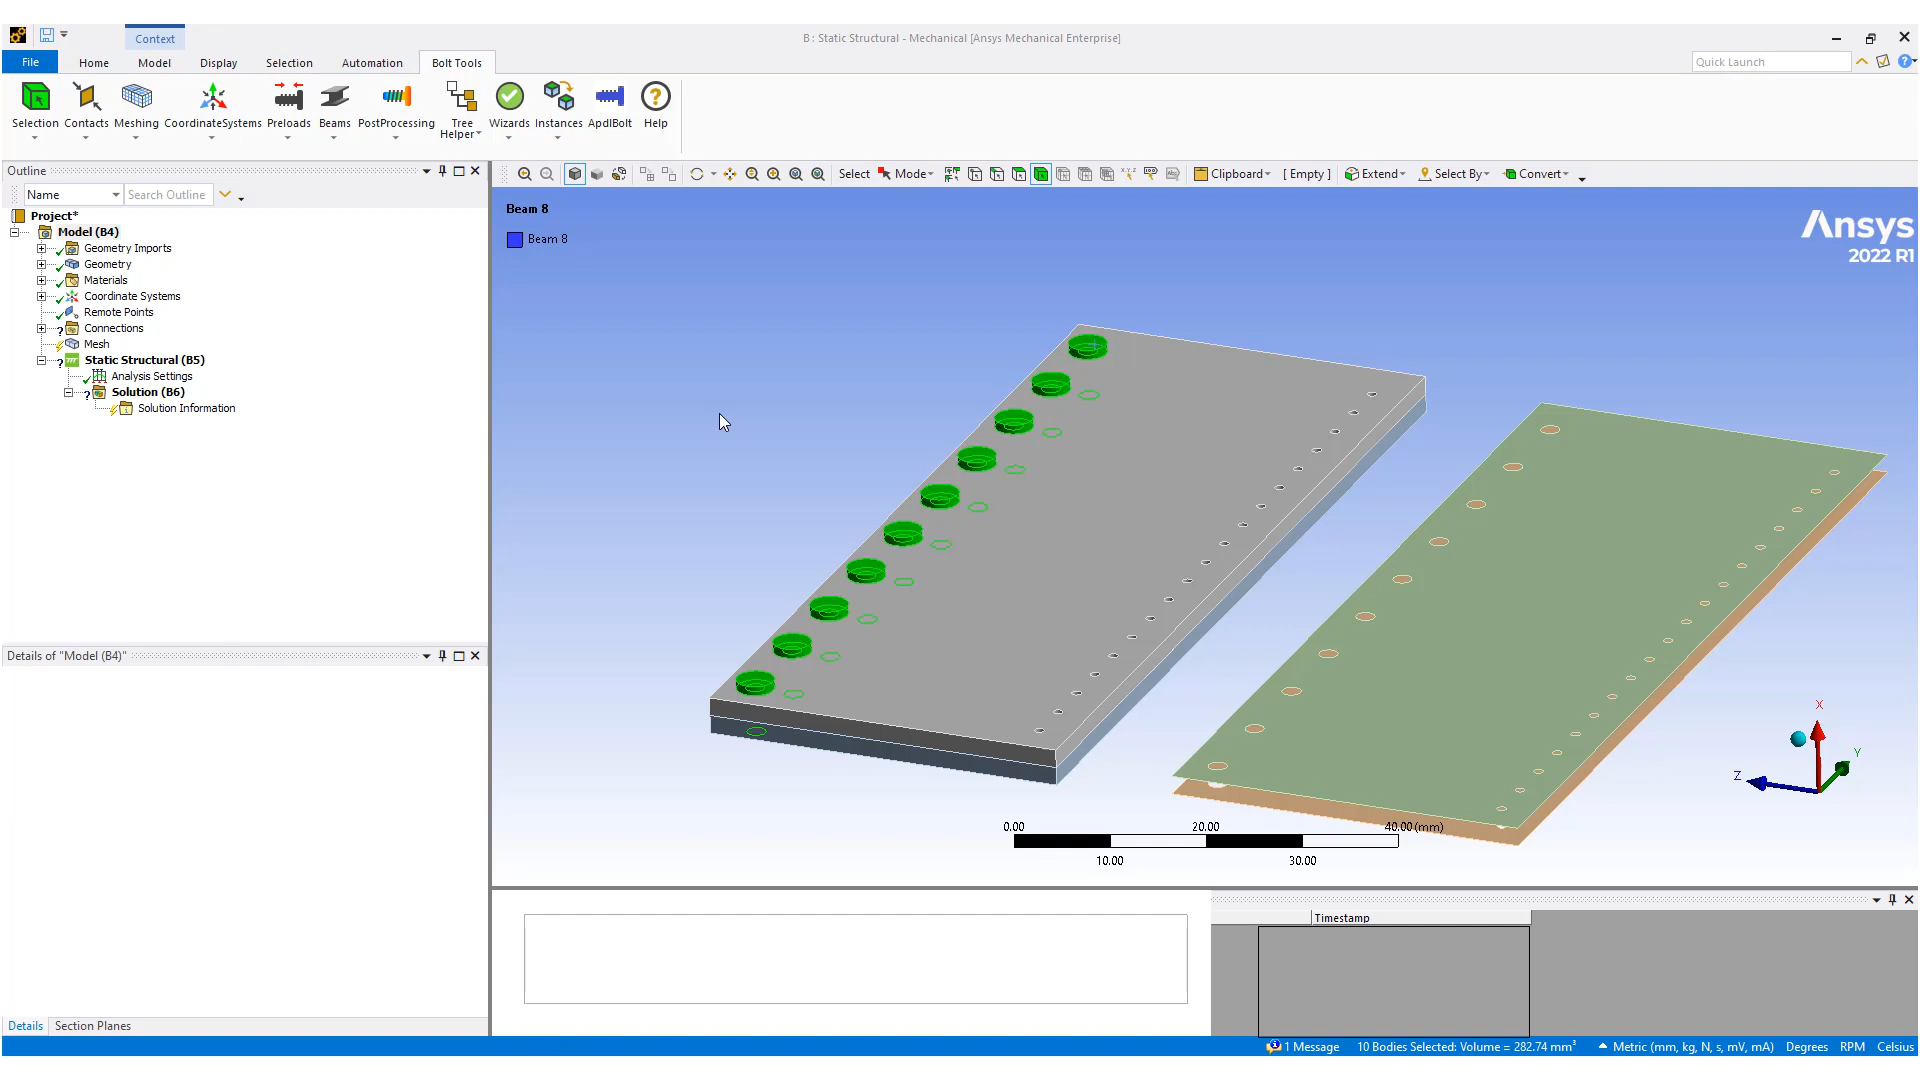 Context
B : Static Structural - Mechanical [Ansys Mechanical Enterprise]
File
Home
Model
Display
Selection
Automation
Bolt Tools
Quick Launch
Selection
Contacts
Meshing
CoordinateSystems
Preloads
Beams
PostProcessing
Tree
Helper
Wizards
Instances
ApdlBolt
Help
Outline
Select
Mode
Clipboard
[ Empty ]
Extend
Select By
Convert
Name
Search Outline
Project*
Model (B4)
Geometry Imports
Geometry
Materials
Coordinate Systems
Remote Points
Connections
Mesh
Static Structural (B5)
Analysis Settings
Solution (B6)
Solution Information
Beam 8
Beam 8
Ansys
2022 R1
X
Y
Z
0.00
20.00
40.00 (mm)
10.00
30.00
Details of "Model (B4)"
Details
Section Planes
Timestamp
1 Message
10 Bodies Selected: Volume = 282.74 mm³
Metric (mm, kg, N, s, mV, mA)
Degrees
RPM
Celsius